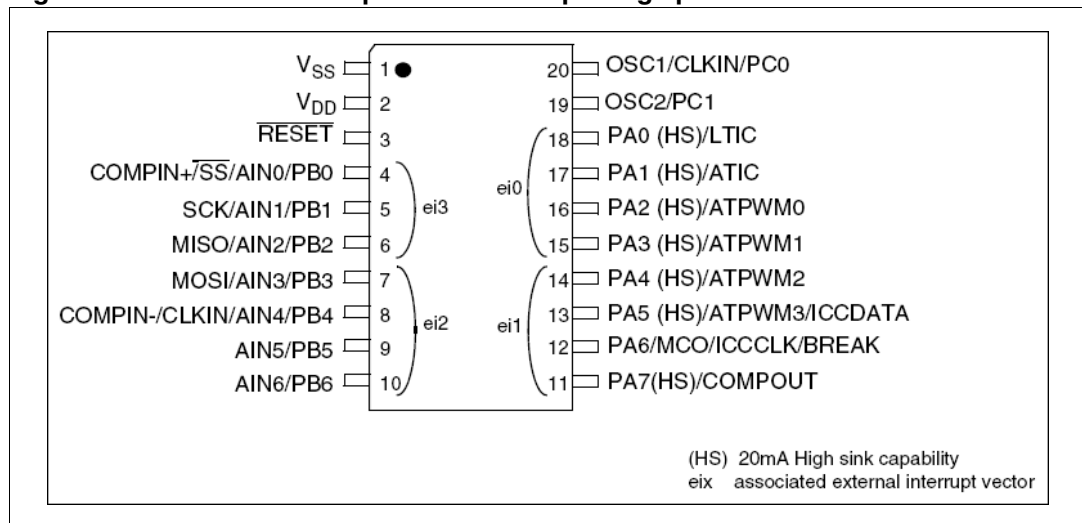 VSS 1 20 OSC1/CLKIN/PC0
VDD 2 19 OSC2/PC1
RESET 3 18 PA0 (HS)/LTIC
COMPIN+/SS/AIN0/PB0 4 17 PA1 (HS)/ATIC
ei0
SCK/AIN1/PB1 5 ei3 16 PA2 (HS)/ATPWM0
MISO/AIN2/PB2 6 15 PA3 (HS)/ATPWM1
MOSI/AIN3/PB3 7 14 PA4 (HS)/ATPWM2
COMPIN-/CLKIN/AIN4/PB4 8 ei2 ei1 13 PA5 (HS)/ATPWM3/ICCDATA
AIN5/PB5 9 12 PA6/MCO/ICCCLK/BREAK
AIN6/PB6 10 11 PA7(HS)/COMPOUT
(HS) 20mA High sink capability
eix associated external interrupt vector